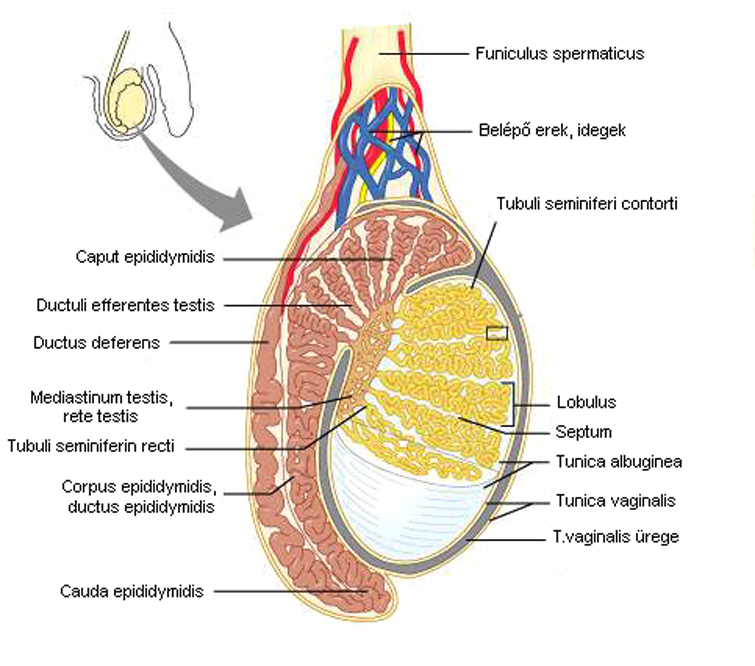 Funiculus spermaticus
Belépő erek, idegek
Tubuli seminiferi contorti
Caput epididymidis
Ductuli efferentes testis
Ductus deferens
Mediastinum testis,
rete testis
Tubuli seminiferin recti
Corpus epididymidis,
ductus epididymidis
Cauda epididymidis
Lobulus
Septum
Tunica albuginea
Tunica vaginalis
T.vaginalis ürege